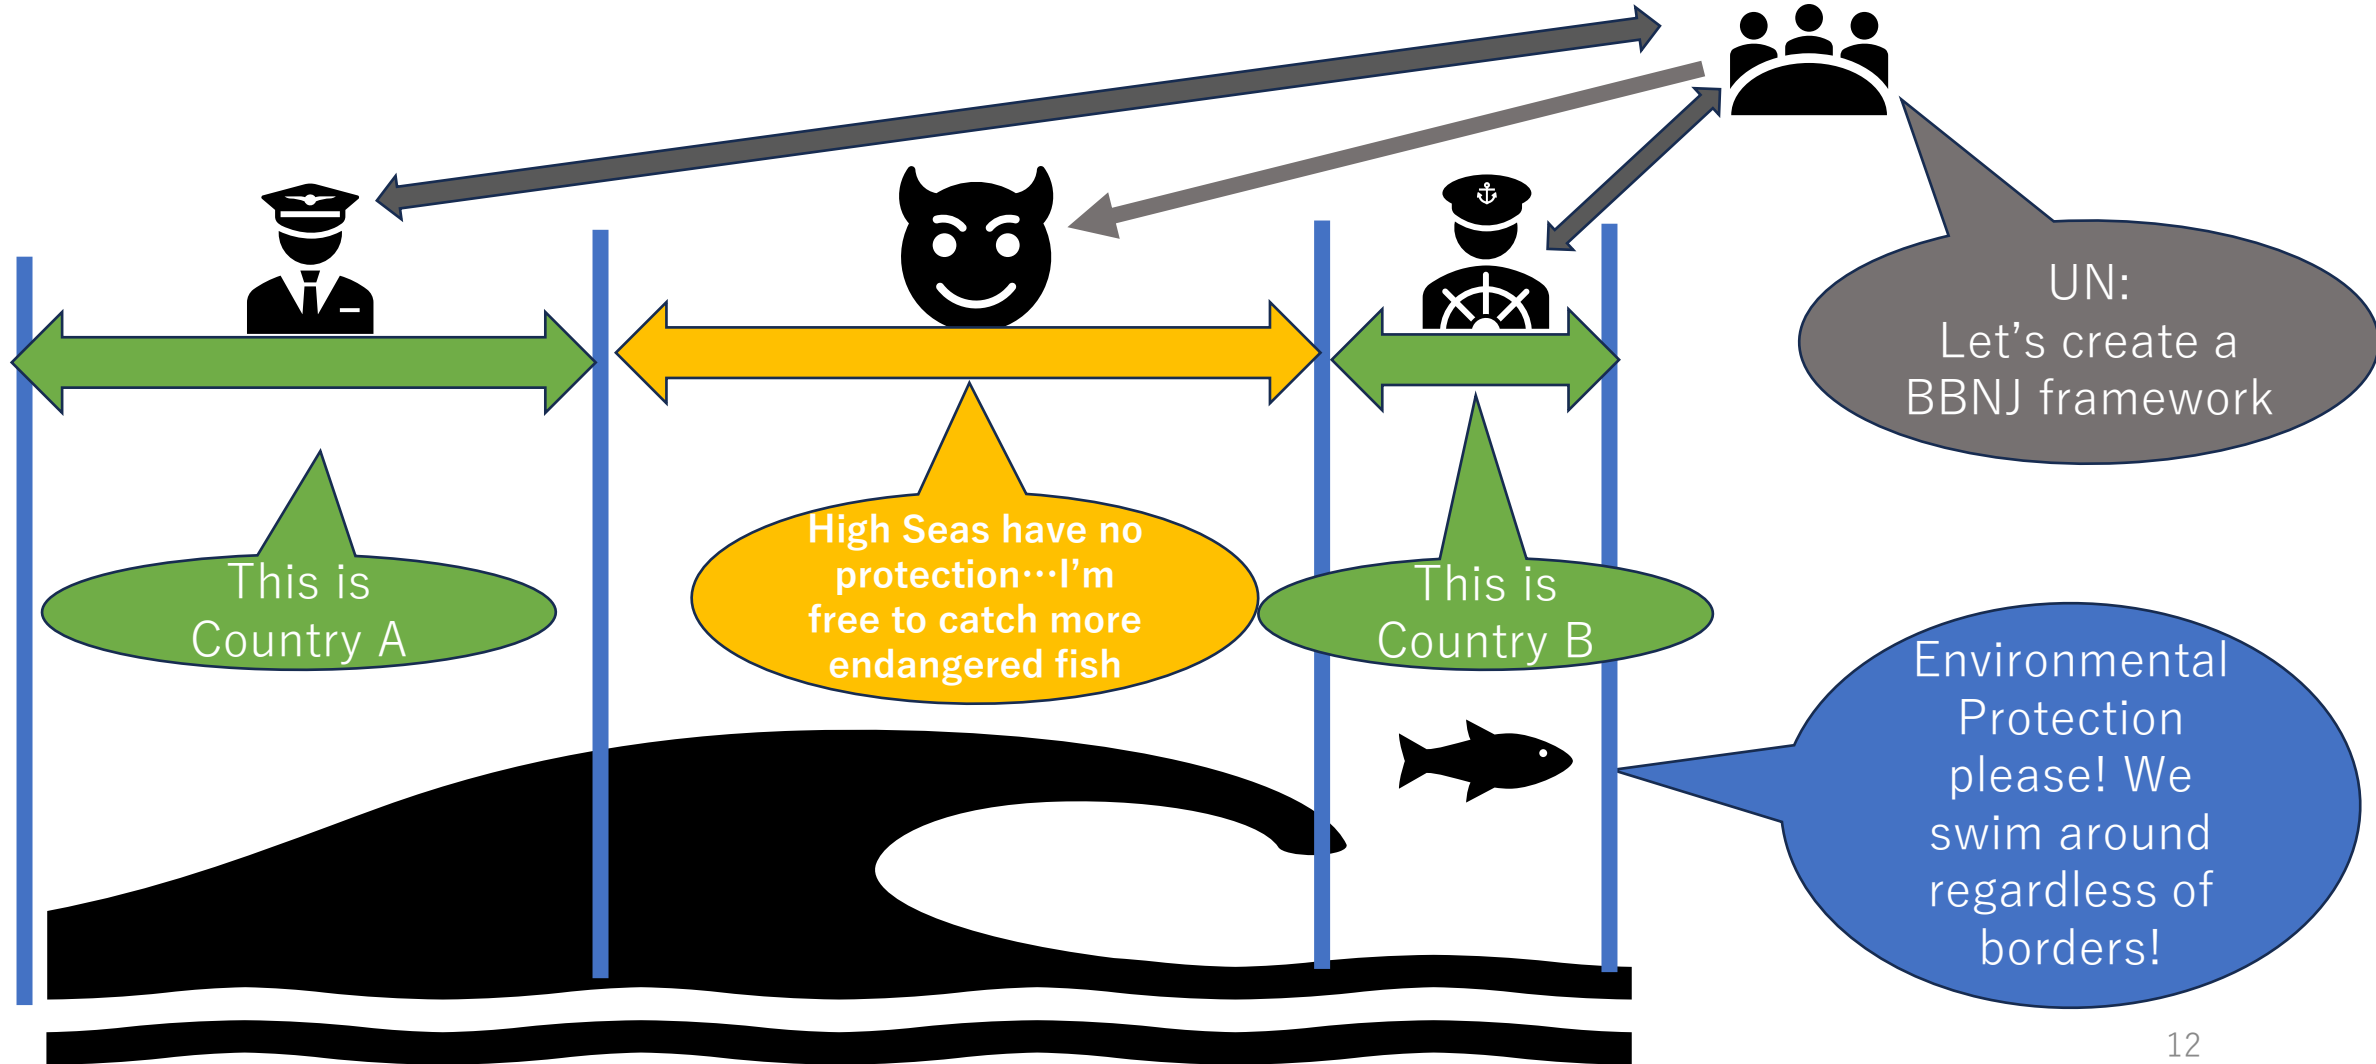 UN:
Let’s create a
BBNJ framework
This is
Country A
High Seas have no
protection…I’m
free to catch more
endangered fish
This is
Country B
Environmental
Protection
please! We
swim around
regardless of
borders!
12